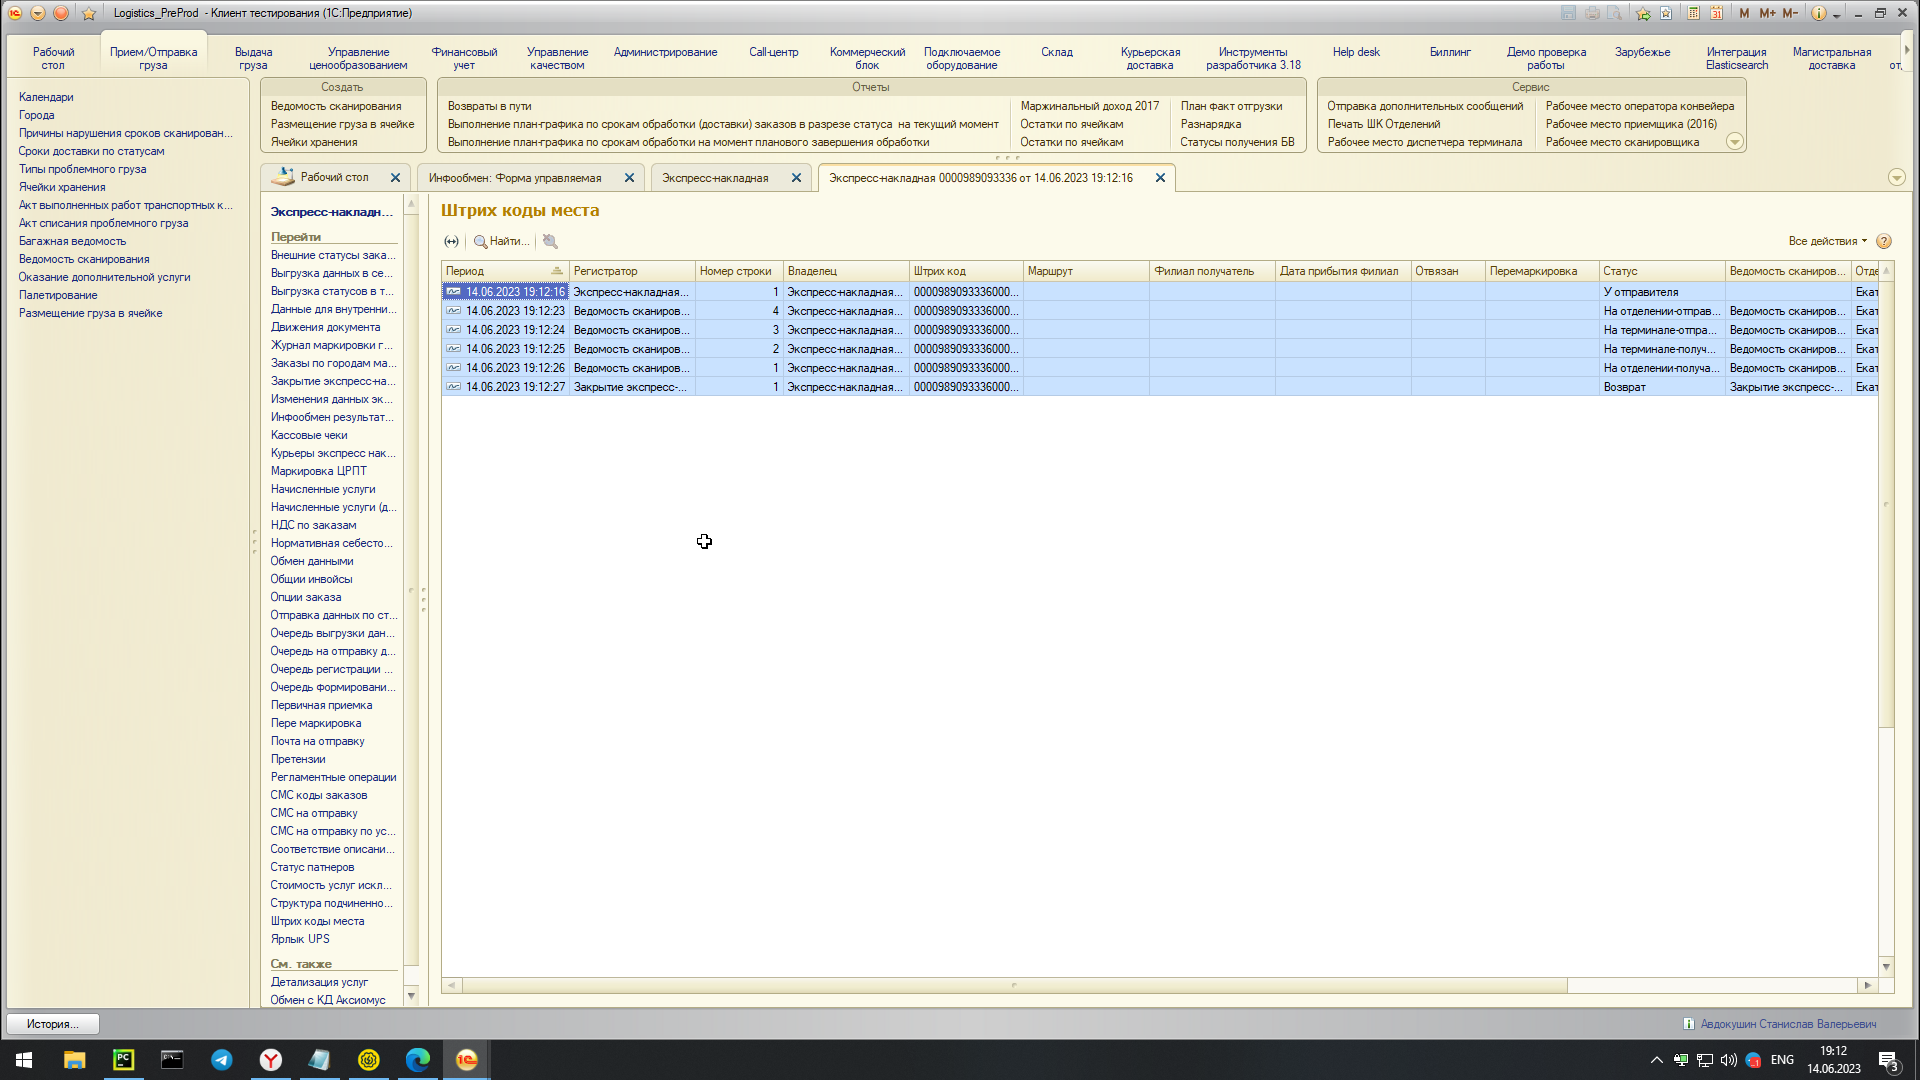 Logistics_PreProd - Клиент тестирования (1С:Предприятие)
M M+ M-
Рабочий стол
Прием/Отправка груза
Выдача груза
Управление ценообразованием
Финансовый учет
Управление качеством
Администрирование
Call-центр
Коммерческий блок
Подключаемое оборудование
Склад
Курьерская доставка
Инструменты разработчика 3.18
Help desk
Биллинг
Демо проверка работы
Зарубежье
Интеграция Elasticsearch
Магистральная доставка
Создать
Ведомость сканирования
Размещение груза в ячейке
Ячейки хранения
Отчеты
Возвраты в пути
Выполнение план-графика по срокам обработки (доставки) заказов в разрезе статуса на текущий момент
Выполнение план-графика по срокам обработки на момент планового завершения обработки
Маржинальный доход 2017
Остатки по ячейкам
Остатки по ячейкам
План факт отгрузки
Разнарядка
Статусы получения БВ
Сервис
Отправка дополнительных сообщений
Печать ШК Отделений
Рабочее место диспетчера терминала
Рабочее место оператора конвейера
Рабочее место приемщика (2016)
Рабочее место сканировщика
Календари
Города
Причины нарушения сроков сканирован...
Сроки доставки по статусам
Типы проблемного груза
Ячейки хранения
Акт выполненных работ транспортных к...
Акт списания проблемного груза
Багажная ведомость
Ведомость сканирования
Оказание дополнительной услуги
Палетирование
Размещение груза в ячейке
Рабочий стол
Инфообмен: Форма управляемая
Экспресс-накладная
Экспресс-накладная 0000989093336 от 14.06.2023 19:12:16
Экспресс-накладн...
Перейти
Внешние статусы зака...
Выгрузка данных в се...
Выгрузка статусов в т...
Данные для внутренни...
Движения документа
Журнал маркировки г...
Заказы по городам ма...
Закрытие экспресс-на...
Изменения данных эк...
Инфообмен результат...
Кассовые чеки
Курьеры экспресс нак...
Маркировка ЦРПТ
Начисленные услуги
Начисленные услуги (д...
НДС по заказам
Нормативная себесто...
Обмен данными
Общии инвойсы
Опции заказа
Отправка данных по ст...
Очередь выгрузки дан...
Очередь на отправку д...
Очередь регистрации ...
Очередь формировани...
Первичная приемка
Пере маркировка
Почта на отправку
Претензии
Регламентные операции
СМС коды заказов
СМС на отправку
СМС на отправку по ус...
Соответствие описани...
Статус патнеров
Стоимость услуг искл...
Структура подчиненно...
Штрих коды места
Ярлык UPS
См. также
Детализация услуг
Обмен с КД Аксиомус
Штрих коды места
Найти...
Все действия
Период Регистратор Номер строки Владелец Штрих код Маршрут Филиал получатель Дата прибытия филиал Отвязан Перемаркировка Статус Ведомость сканиров... Отде
14.06.2023 19:12:16 Экспресс-накладная... 1 Экспресс-накладная... 0000989093336000... У отправителя Екат
14.06.2023 19:12:23 Ведомость сканиров... 4 Экспресс-накладная... 0000989093336000... На отделении-отправ... Ведомость сканиров... Екат
14.06.2023 19:12:24 Ведомость сканиров... 3 Экспресс-накладная... 0000989093336000... На терминале-отпра... Ведомость сканиров... Екат
14.06.2023 19:12:25 Ведомость сканиров... 2 Экспресс-накладная... 0000989093336000... На терминале-получ... Ведомость сканиров... Екат
14.06.2023 19:12:26 Ведомость сканиров... 1 Экспресс-накладная... 0000989093336000... На отделении-получа... Ведомость сканиров... Екат
14.06.2023 19:12:27 Закрытие экспресс-... 1 Экспресс-накладная... 0000989093336000... Возврат Закрытие экспресс-... Екат
История...
Авдокушин Станислав Валерьевич
ENG
19:12
14.06.2023
3